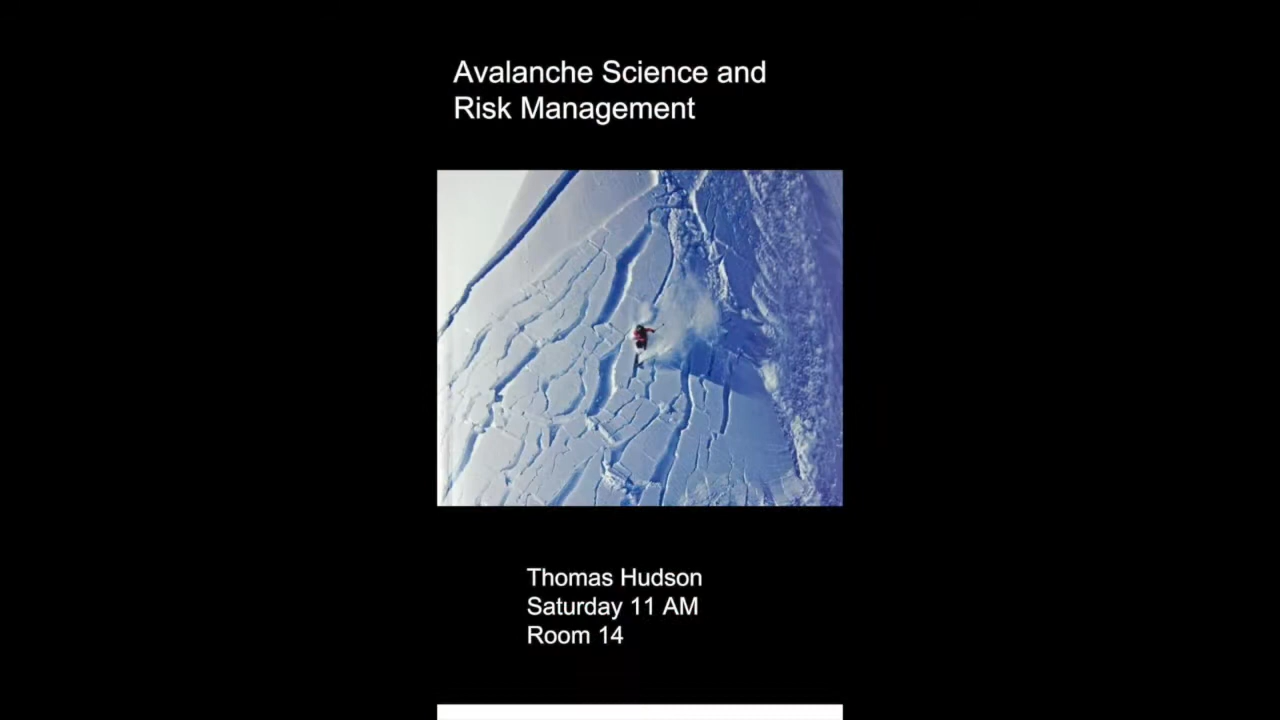 Avalanche Science and
Risk Management
Thomas Hudson
Saturday 11 AM
Room 14